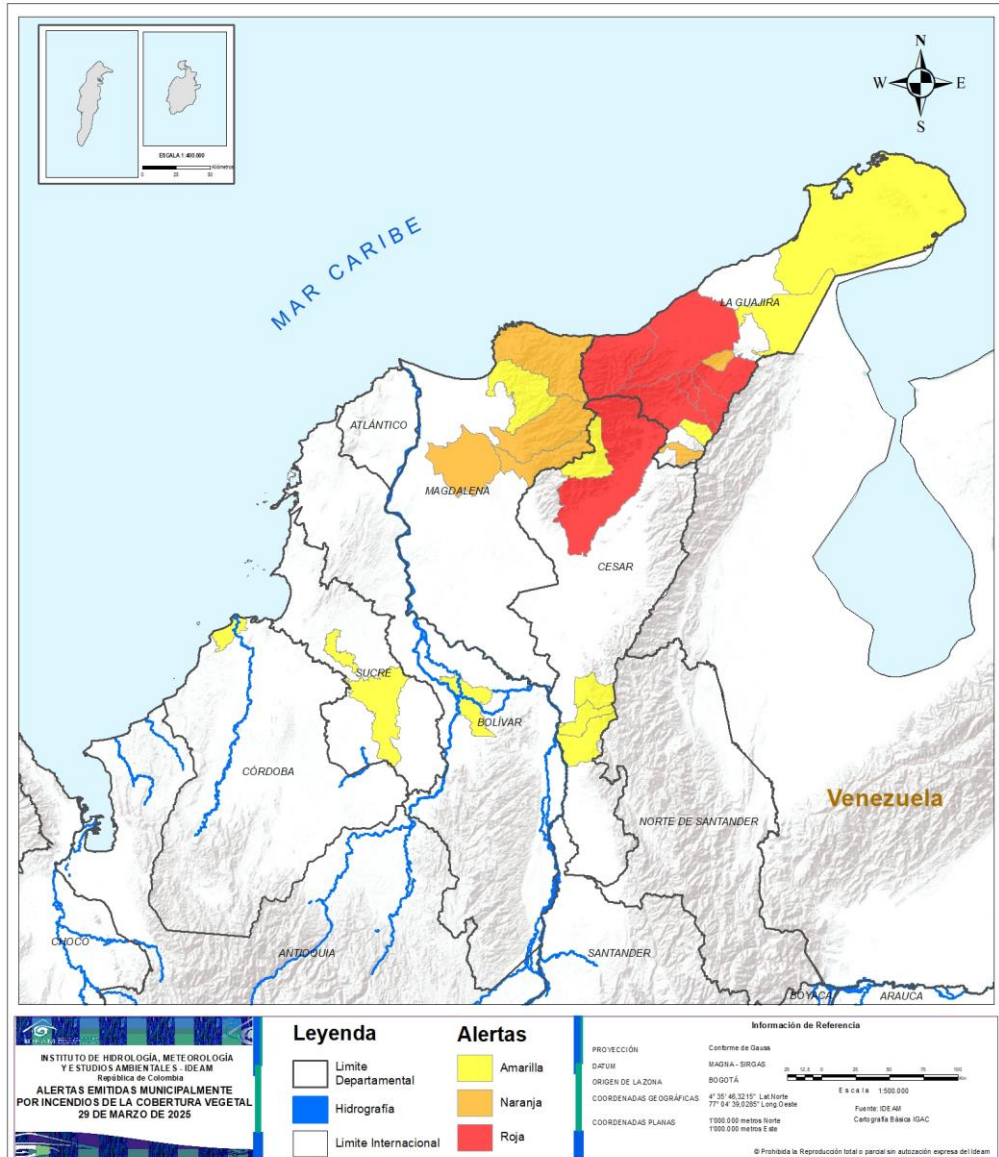 ESCALA 1:400.000
Kilómetros
N
W
E
S
MAR CARIBE
LA GUAJIRA
ATLÁNTICO
MAGDALENA
CESAR
SUCRE
BOLÍVAR
CÓRDOBA
Venezuela
NORTE DE SANTANDER
CHOCO
ANTIOQUIA
SANTANDER
BOYACÁ
ARAUCA
IDEAM
INSTITUTO DE HIDROLOGÍA, METEOROLOGÍA
Y ESTUDIOS AMBIENTALES - IDEAM
República de Colombia
ALERTAS EMITIDAS MUNICIPALMENTE
POR INCENDIOS DE LA COBERTURA VEGETAL
29 DE MARZO DE 2025
Leyenda
Limite
Departamental
Hidrografía
Limite Internacional
Alertas
Amarilla
Naranja
Roja
Información de Referencia
PROYECCIÓN Conforme de Gauss
DATUM MAGNA - SIRGAS
ORIGEN DE LA ZONA BOGOTÁ
COORDENADAS GEOGRÁFICAS 4° 35' 46,3215" Lat.Norte
77° 04' 39,0285" Long.Oeste
COORDENADAS PLANAS 1'000.000 metros Norte
1'000.000 metros Este
Escala 1:500.000
Fuente: IDEAM
Cartografía Básica IGAC
© Prohibida la Reproducción total o parcial sin autozación expresa del Ideam